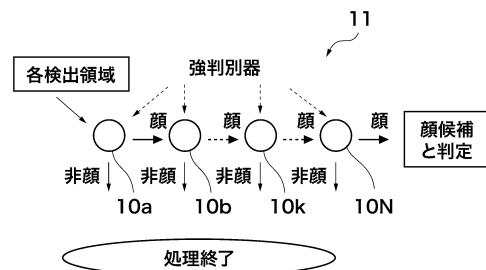 11
各検出領域
強判別器
顔 顔 顔 顔
顔候補
と判定
非顔 非顔 非顔 非顔
10a 10b 10k 10N
処理終了